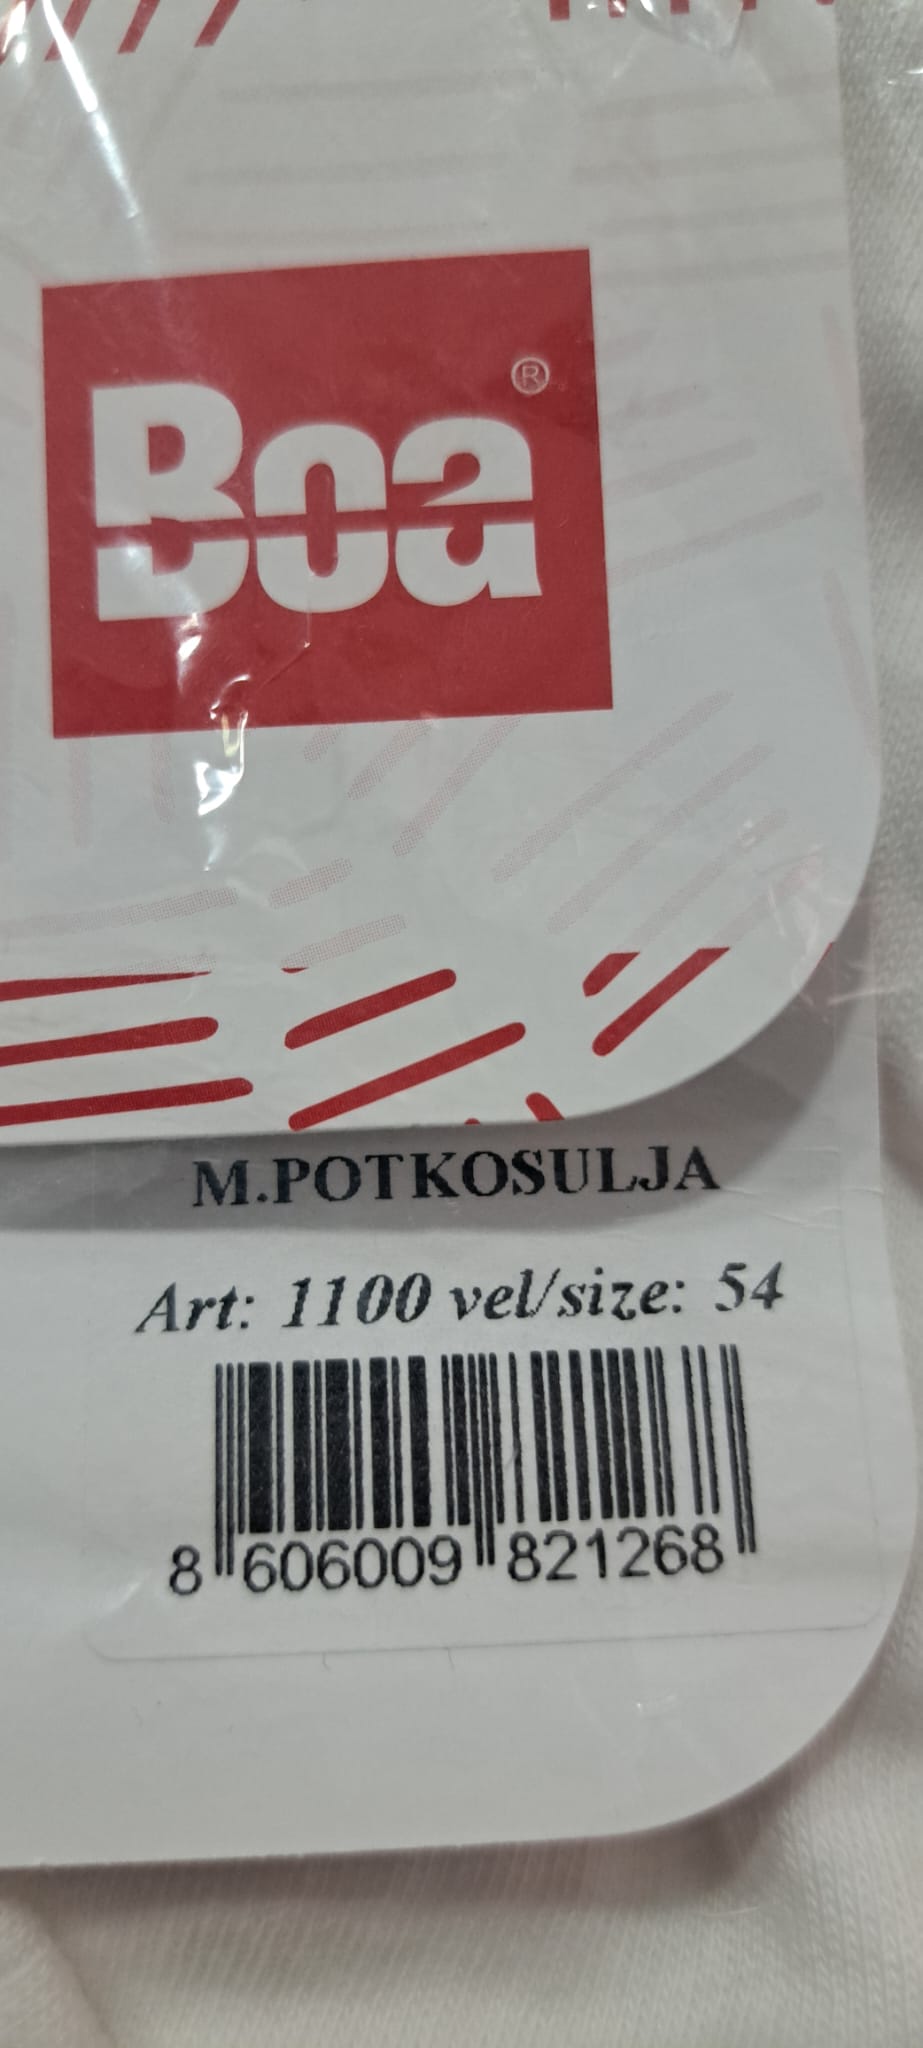 Boa®
M.POTKOSULJA
Art: 1100 vel/size: 54
8 606009 821268